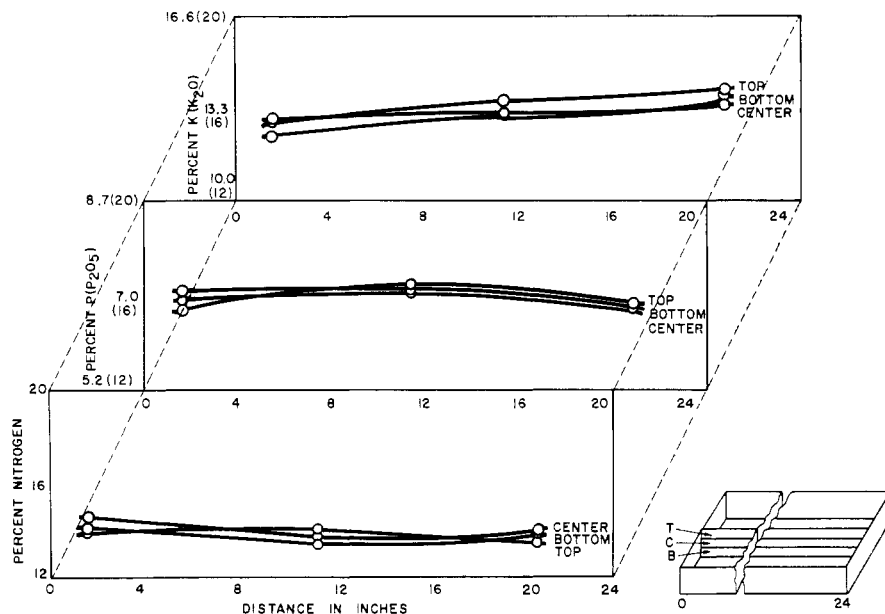 16.6(20)
PERCENT K(K2O)
13.3
(16)
10.0
(12)
TOP
BOTTOM
CENTER
0 4 8 12 16 20 24
8.7(20)
PERCENT P(P2O5)
7.0
(16)
5.2(12)
TOP
BOTTOM
CENTER
0 4 8 12 16 20 24
20
PERCENT NITROGEN
16
12
CENTER
BOTTOM
TOP
0 4 8 12 16 20 24
DISTANCE IN INCHES
T
C
B
0 24